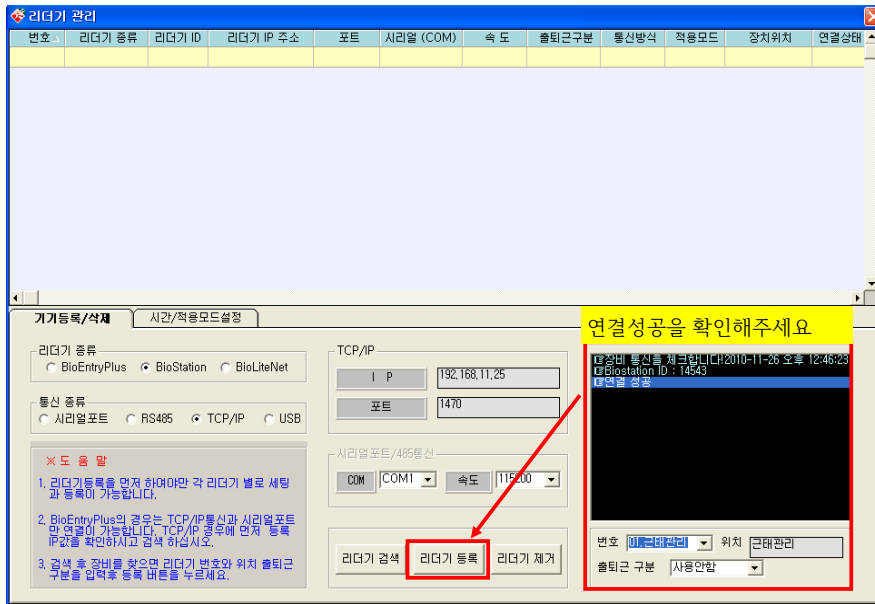 리더기 관리
번호 리더기 종류 리더기 ID 리더기 IP 주소 포트 시리얼 (COM) 속 도 출퇴근구분 통신방식 적용모드 장치위치 연결상태
기기등록/삭제 시간/적용모드설정
연결성공을 확인해주세요
리더기 종류
BioEntryPlus BioStation BioLiteNet
통신 종류
시리얼포트 RS485 TCP/IP USB
※ 도 움 말
1. 리더기등록을 먼저 하여야만 각 리더기 별로 세팅
과 등록이 가능합니다.
2. BioEntryPlus의 경우는 TCP/IP통신과 시리얼포트
만 연결이 가능합니다. TCP/IP 경우에 먼저 등록
IP값을 확인하시고 검색 하십시오.
3. 검색 후 장비를 찾으면 리더기 번호와 위치 출퇴근
구분을 입력후 등록 버튼을 누르세요.
TCP/IP
I P 192.168.11.25
포트 1470
시리얼포트/485통신
COM COM1 속도 115200
리더기 검색 리더기 등록 리더기 제거
☞장비 통신을 체크합니다!2010-11-26 오후 12:46:23
☞Biostation ID : 14543
☞연결 성공
번호 01.근태관리 위치 근태관리
출퇴근 구분 사용안함